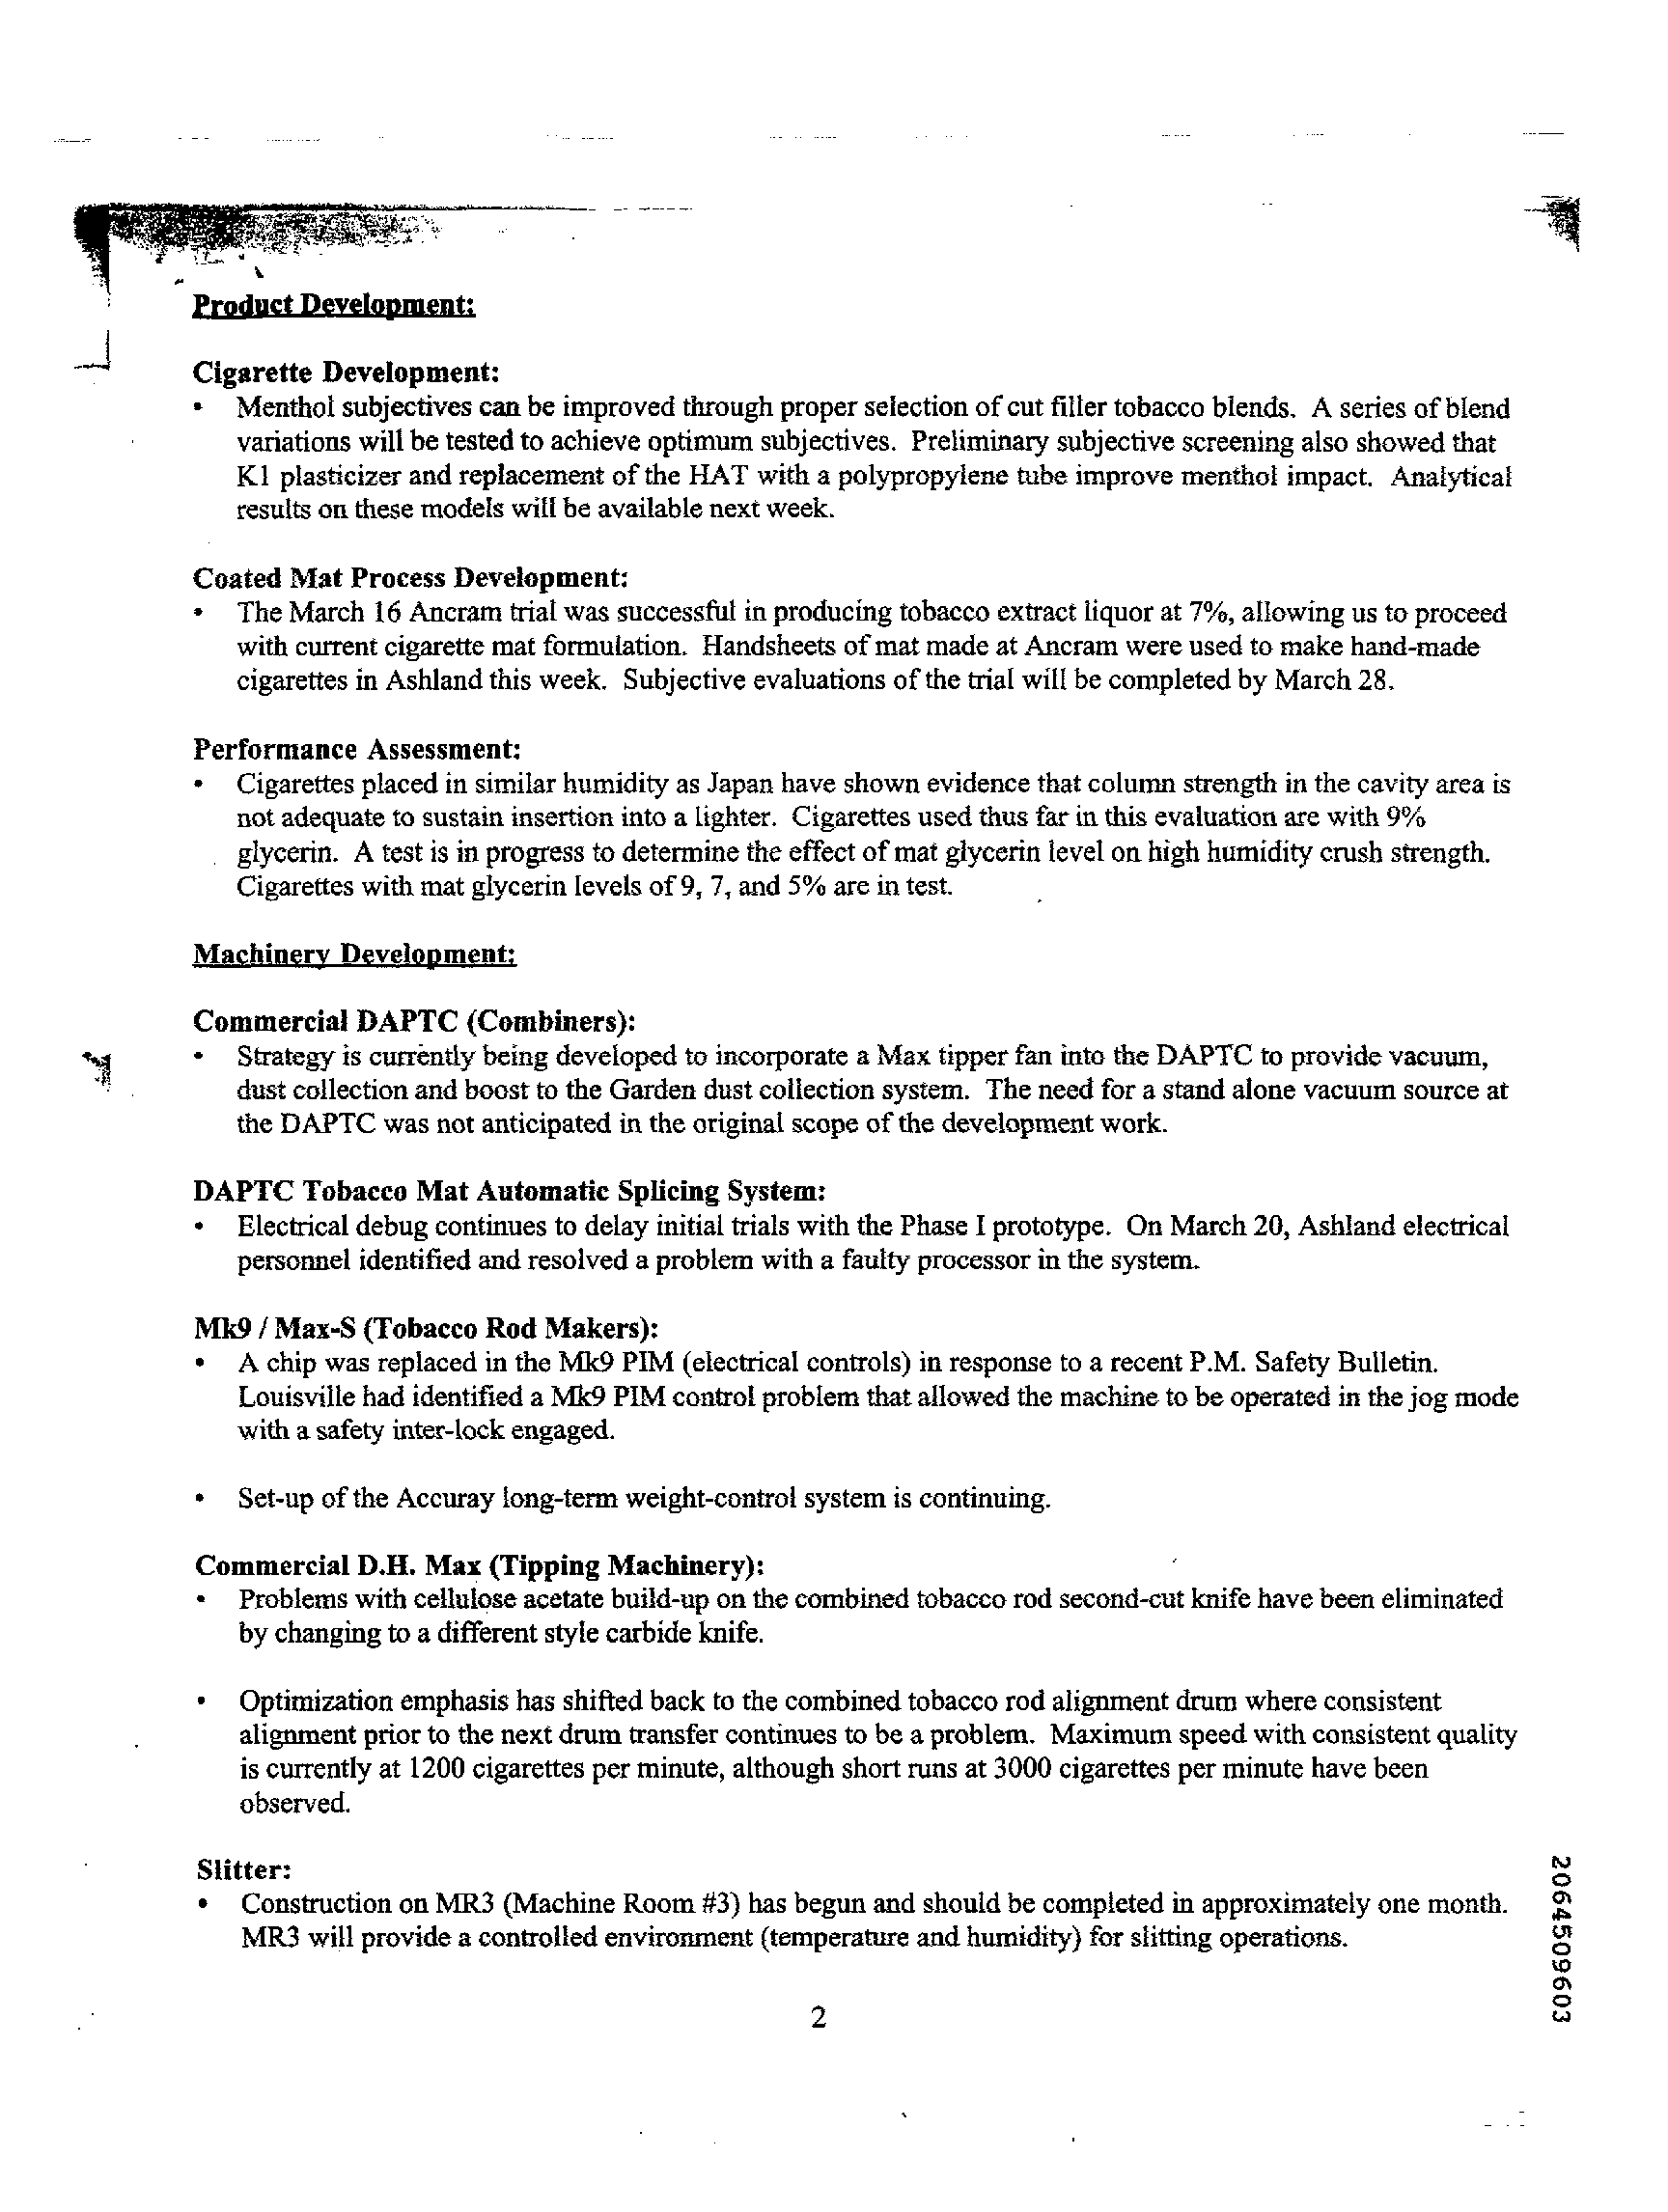 Product Development:
Cigarette Development:
• Menthol subjectives can be improved through proper selection of cut filler tobacco blends. A series of blend
variations will be tested to achieve optimum subjectives. Preliminary subjective screening also showed that
K1 plasticizer and replacement of the HAT with a polypropylene tube improve menthol impact. Analytical
results on these models will be available next week.
Coated Mat Process Development:
• The March 16 Ancram trial was successful in producing tobacco extract liquor at 7%, allowing us to proceed
with current cigarette mat formulation. Handsheets of mat made at Ancram were used to make hand-made
cigarettes in Ashland this week. Subjective evaluations of the trial will be completed by March 28.
Performance Assessment:
• Cigarettes placed in similar humidity as Japan have shown evidence that column strength in the cavity area is
not adequate to sustain insertion into a lighter. Cigarettes used thus far in this evaluation are with 9%
glycerin. A test is in progress to determine the effect of mat glycerin level on high humidity crush strength.
Cigarettes with mat glycerin levels of 9, 7, and 5% are in test.
Machinery Development:
Commercial DAPTC (Combiners):
• Strategy is currently being developed to incorporate a Max tipper fan into the DAPTC to provide vacuum,
dust collection and boost to the Garden dust collection system. The need for a stand alone vacuum source at
the DAPTC was not anticipated in the original scope of the development work.
DAPTC Tobacco Mat Automatic Splicing System:
• Electrical debug continues to delay initial trials with the Phase I prototype. On March 20, Ashland electrical
personnel identified and resolved a problem with a faulty processor in the system.
Mk9 / Max-S (Tobacco Rod Makers):
• A chip was replaced in the Mk9 PIM (electrical controls) in response to a recent P.M. Safety Bulletin.
Louisville had identified a Mk9 PIM control problem that allowed the machine to be operated in the jog mode
with a safety inter-lock engaged.
• Set-up of the Accuray long-term weight-control system is continuing.
Commercial D.H. Max (Tipping Machinery):
• Problems with cellulose acetate build-up on the combined tobacco rod second-cut knife have been eliminated
by changing to a different style carbide knife.
• Optimization emphasis has shifted back to the combined tobacco rod alignment drum where consistent
alignment prior to the next drum transfer continues to be a problem. Maximum speed with consistent quality
is currently at 1200 cigarettes per minute, although short runs at 3000 cigarettes per minute have been
observed.
Slitter:
• Construction on MR3 (Machine Room #3) has begun and should be completed in approximately one month.
MR3 will provide a controlled environment (temperature and humidity) for slitting operations.
2
2064509603